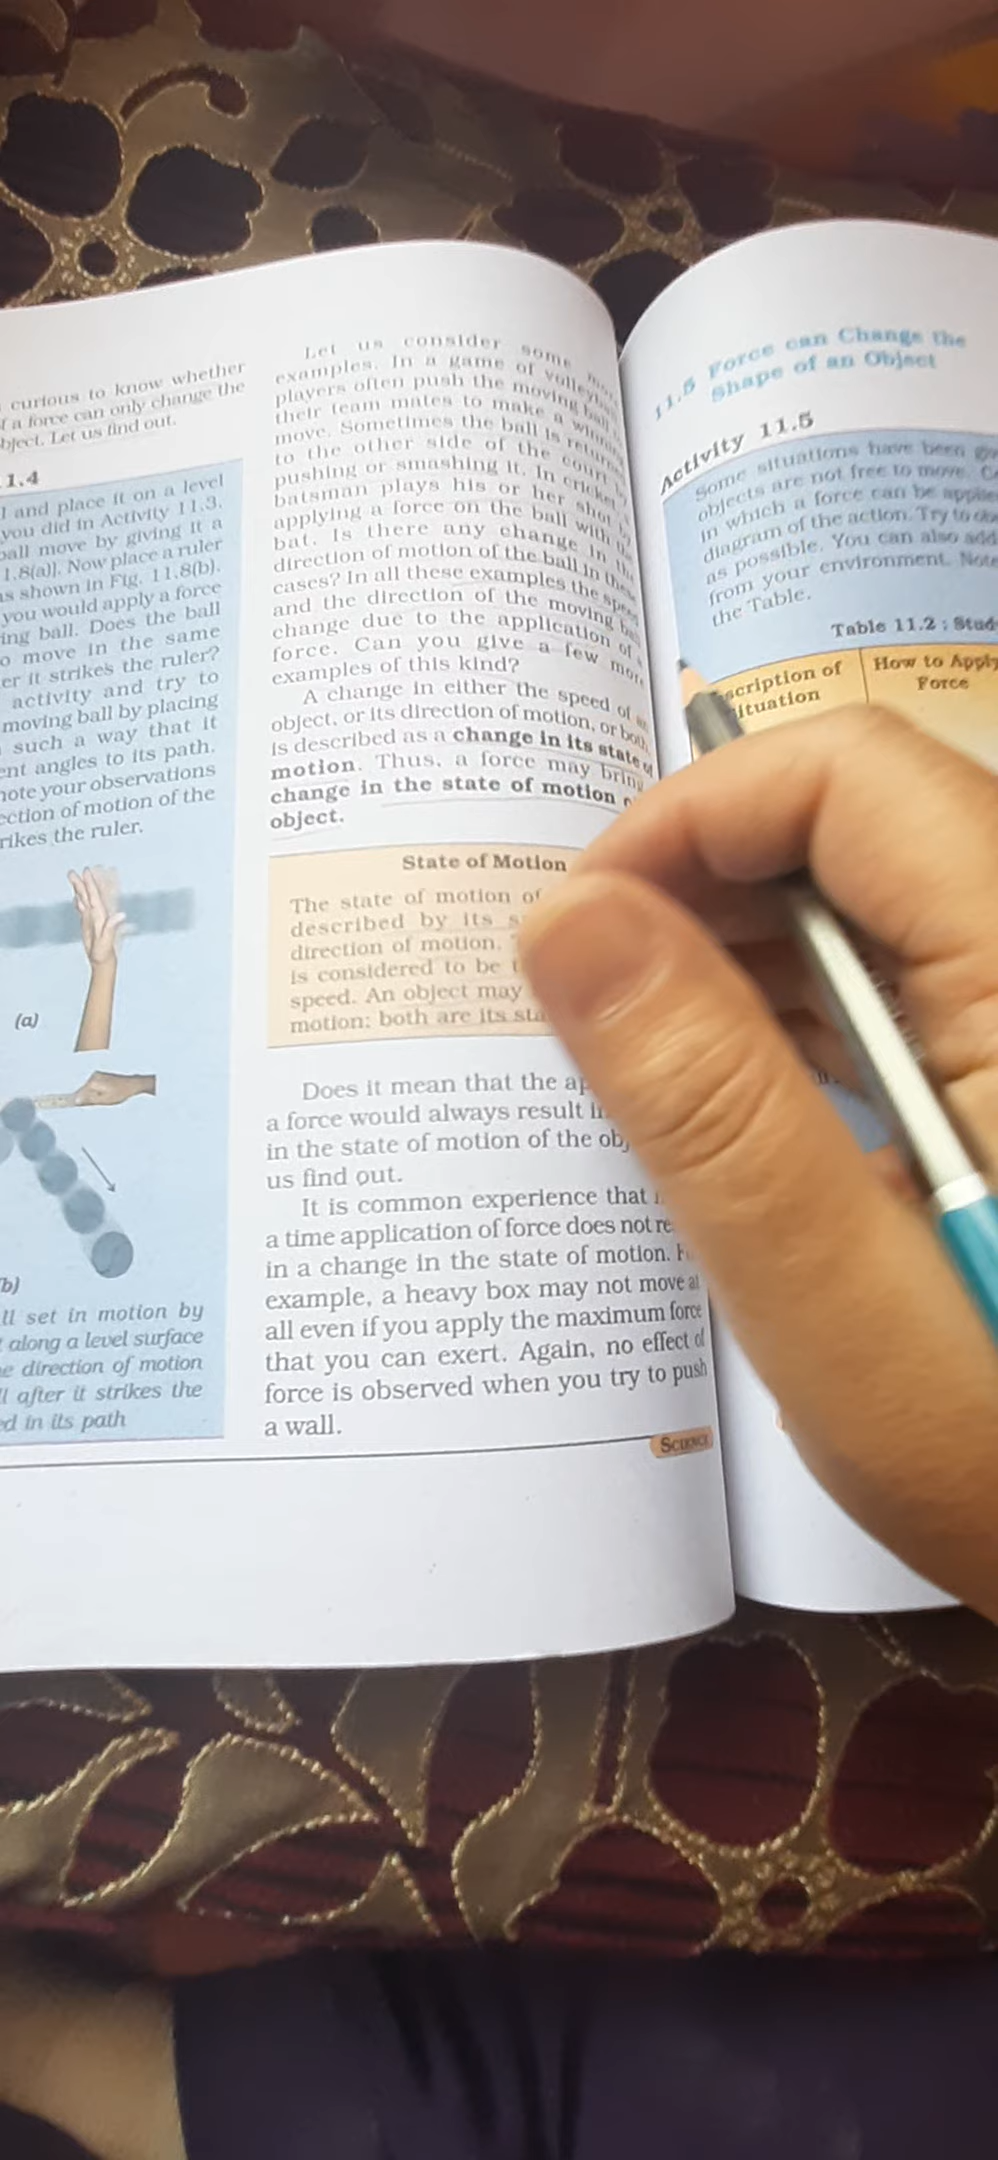 curious to know whether
f a force can only change the
bject. Let us find out.
1.4
l and place it on a level
you did in Activity 11.3.
ball move by giving it a
1.8(a)]. Now place a ruler
as shown in Fig. 11.8(b).
you would apply a force
ing ball. Does the ball
o move in the same
er it strikes the ruler?
activity and try to
moving ball by placing
such a way that it
ent angles to its path.
note your observations
ection of motion of the
rikes the ruler.
(a)
b)
ll set in motion by
along a level surface
e direction of motion
l after it strikes the
ed in its path
Let us consider some
examples. In a game of
players often push the moving ball
their team mates to make a
move. Sometimes the ball is
to the other side of the court
pushing or smashing it. In cricket
batsman plays his or her shot
applying a force on the ball with
bat. Is there any change in the
direction of motion of the ball in
cases? In all these examples the
and the direction of the moving
change due to the application of
force. Can you give a few more
examples of this kind?
A change in either the speed of
object, or its direction of motion, or both,
is described as a change in its state of
motion. Thus, a force may bring
change in the state of motion
object.
State of Motion
The state of motion of
described by its s
direction of motion.
is considered to be
speed. An object may
motion; both are its sta
Does it mean that the ap
a force would always result
in the state of motion of the ob
us find out.
It is common experience that
a time application of force does not re
in a change in the state of motion.
example, a heavy box may not move at
all even if you apply the maximum force
that you can exert. Again, no effect of
force is observed when you try to push
a wall.
SCIENCE
11.5 Force can Change the
Shape of an Object
Activity 11.5
Some situations have been
objects are not free to move.
in which a force can be applie
diagram of the action. Try to
as possible. You can also add
from your environment. Note
the Table.
Table 11.2 : Stud
scription of
ituation
How to Apply
Force